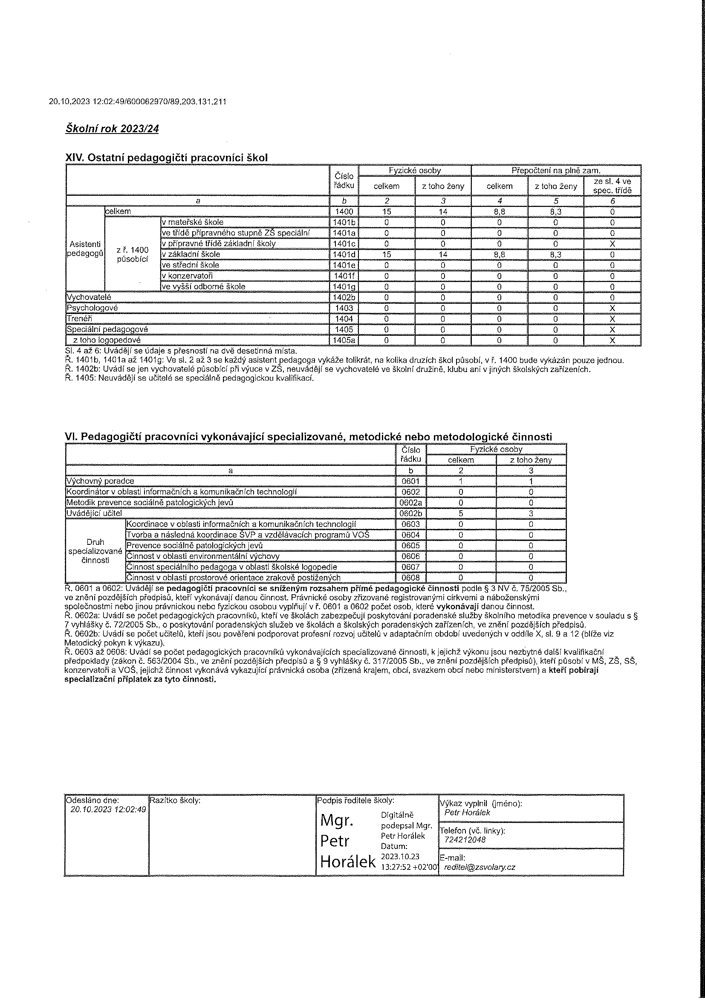 20.10.2023 12:02:49/600062970/89.203.131.211
Školní rok 2023/24
XIV. Ostatní pedagogičtí pracovníci škol
Číslo řádku Fyzické osoby Přepočtení na plně zam.
celkem z toho ženy celkem z toho ženy ze sl. 4 ve spec. třídě
a b 2 3 4 5 6
Asistenti pedagogů celkem 1400 15 14 8,8 8,3 0
z ř. 1400 působící v mateřské škole 1401b 0 0 0 0 0
ve třídě přípravného stupně ZŠ speciální 1401a 0 0 0 0 0
v přípravné třídě základní školy 1401c 0 0 0 0 X
v základní škole 1401d 15 14 8,8 8,3 0
ve střední škole 1401e 0 0 0 0 0
v konzervatoři 1401f 0 0 0 0 0
ve vyšší odborné škole 1401g 0 0 0 0 0
Vychovatelé 1402b 0 0 0 0 0
Psychologové 1403 0 0 0 0 X
Trenéři 1404 0 0 0 0 X
Speciální pedagogové 1405 0 0 0 0 X
z toho logopedové 1405a 0 0 0 0 X
Sl. 4 až 6: Uvádějí se údaje s přesností na dvě desetinná místa.
Ř. 1401b, 1401a až 1401g: Ve sl. 2 až 3 se každý asistent pedagoga vykáže tolikrát, na kolika druzích škol působí, v ř. 1400 bude vykázán pouze jednou.
Ř. 1402b: Uvádí se jen vychovatelé působící při výuce v ZŠ, neuvádějí se vychovatelé ve školní družině, klubu ani v jiných školských zařízeních.
Ř. 1405: Neuvádějí se učitelé se speciálně pedagogickou kvalifikací.
VI. Pedagogičtí pracovníci vykonávající specializované, metodické nebo metodologické činnosti
Číslo řádku Fyzické osoby
celkem z toho ženy
a b 2 3
Výchovný poradce 0601 1 1
Koordinátor v oblasti informačních a komunikačních technologií 0602 0 0
Metodik prevence sociálně patologických jevů 0602a 0 0
Uvádějící učitel 0602b 5 3
Druh specializované činnosti Koordinace v oblasti informačních a komunikačních technologií 0603 0 0
Tvorba a následná koordinace ŠVP a vzdělávacích programů VOŠ 0604 0 0
Prevence sociálně patologických jevů 0605 0 0
Činnost v oblasti environmentální výchovy 0606 0 0
Činnost speciálního pedagoga v oblasti školské logopedie 0607 0 0
Činnost v oblasti prostorové orientace zrakově postižených 0608 0 0
Ř. 0601 a 0602: Uvádějí se pedagogičtí pracovníci se sníženým rozsahem přímé pedagogické činnosti podle § 3 NV č. 75/2005 Sb.,
ve znění pozdějších předpisů, kteří vykonávají danou činnost. Právnické osoby zřizované registrovanými církvemi a náboženskými
společnostmi nebo jinou právnickou nebo fyzickou osobou vyplňují v ř. 0601 a 0602 počet osob, které vykonávají danou činnost.
Ř. 0602a: Uvádí se počet pedagogických pracovníků, kteří ve školách zabezpečují poskytování poradenské služby školního metodika prevence v souladu s §
7 vyhlášky č. 72/2005 Sb., o poskytování poradenských služeb ve školách a školských poradenských zařízeních, ve znění pozdějších předpisů.
Ř. 0602b: Uvádí se počet učitelů, kteří jsou pověření podporovat profesní rozvoj učitelů v adaptačním období uvedených v oddíle X, sl. 9 a 12 (blíže viz
Metodický pokyn k výkazu).
Ř. 0603 až 0608: Uvádí se počet pedagogických pracovníků vykonávajících specializované činnosti, k jejichž výkonu jsou nezbytné další kvalifikační
předpoklady (zákon č. 563/2004 Sb., ve znění pozdějších předpisů a § 9 vyhlášky č. 317/2005 Sb., ve znění pozdějších předpisů), kteří působí v MŠ, ZŠ, SŠ,
konzervatoři a VOŠ, jejichž činnost vykonává vykazující právnická osoba (zřízená krajem, obcí, svazkem obcí nebo ministerstvem) a kteří pobírají
specializační příplatek za tyto činnosti.
Odesláno dne:
20.10.2023 12:02:49
Razítko školy:
Podpis ředitele školy:
Mgr.
Petr
Horálek
Digitálně
podepsal Mgr.
Petr Horálek
Datum:
2023.10.23
13:27:52 +02'00
Výkaz vyplnil (jméno):
Petr Horálek
Telefon (vč. linky):
724212048
E-mail:
reditel@zsvolary.cz